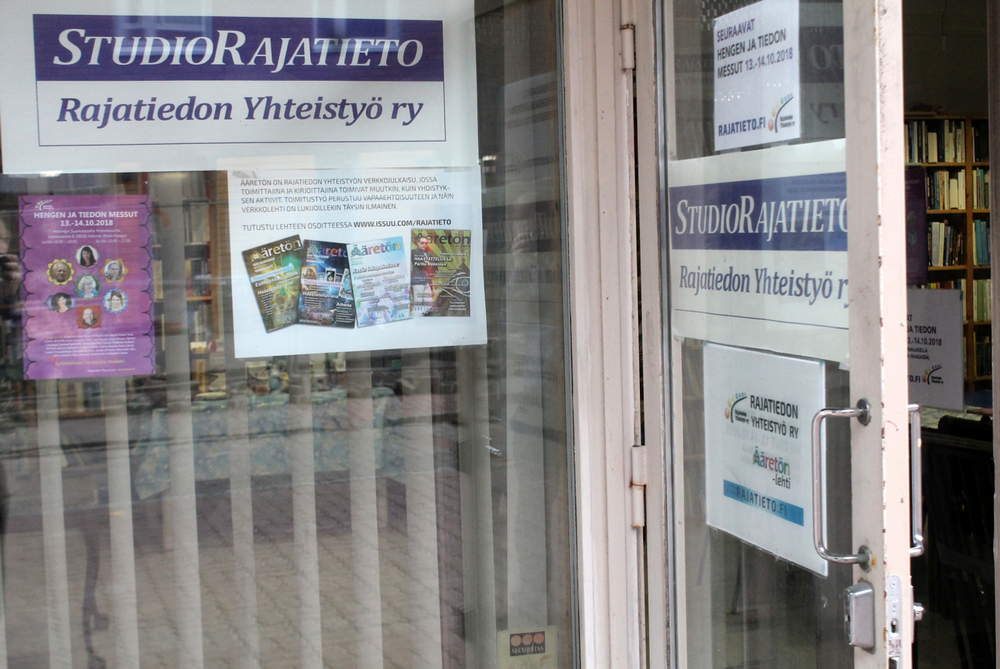 STUDIORAJATIETO
Rajatiedon Yhteistyö ry
ÄÄRETÖN ON RAJATIEDON YHTEISTYÖN VERKKOJULKAISU, JOSSA
TOIMITTAJINA JA KIRJOITTAJINA TOIMIVAT MUUTKIN, KUIN YHDISTYK-
SEN AKTIIVIT. TOIMITUSTYÖ PERUSTUU VAPAAEHTOISUUTEEN JA NÄIN
VERKKOLEHTI ON LUKIJOILLEKIN TÄYSIN ILMAINEN.
TUTUSTU LEHTEEN OSOITTEESSA WWW.ISSUU.COM/RAJATIETO
Ääretön
Ääretön
Ääretön
HENGEN JA TIEDON MESSUT
13.-14.10.2018
SEURAAVAT
HENGEN JA TIEDON
MESSUT 13.-14.10.2018
RAJATIETO.FI
STUDIORAJATIETO
Rajatiedon Yhteistyö r
RAJATIEDON
YHTEISTYÖ RY
Ääretön
-lehti
RAJATIETO.FI
JA TIEDON
.-14.10.2018
O.FI
SECURITAS